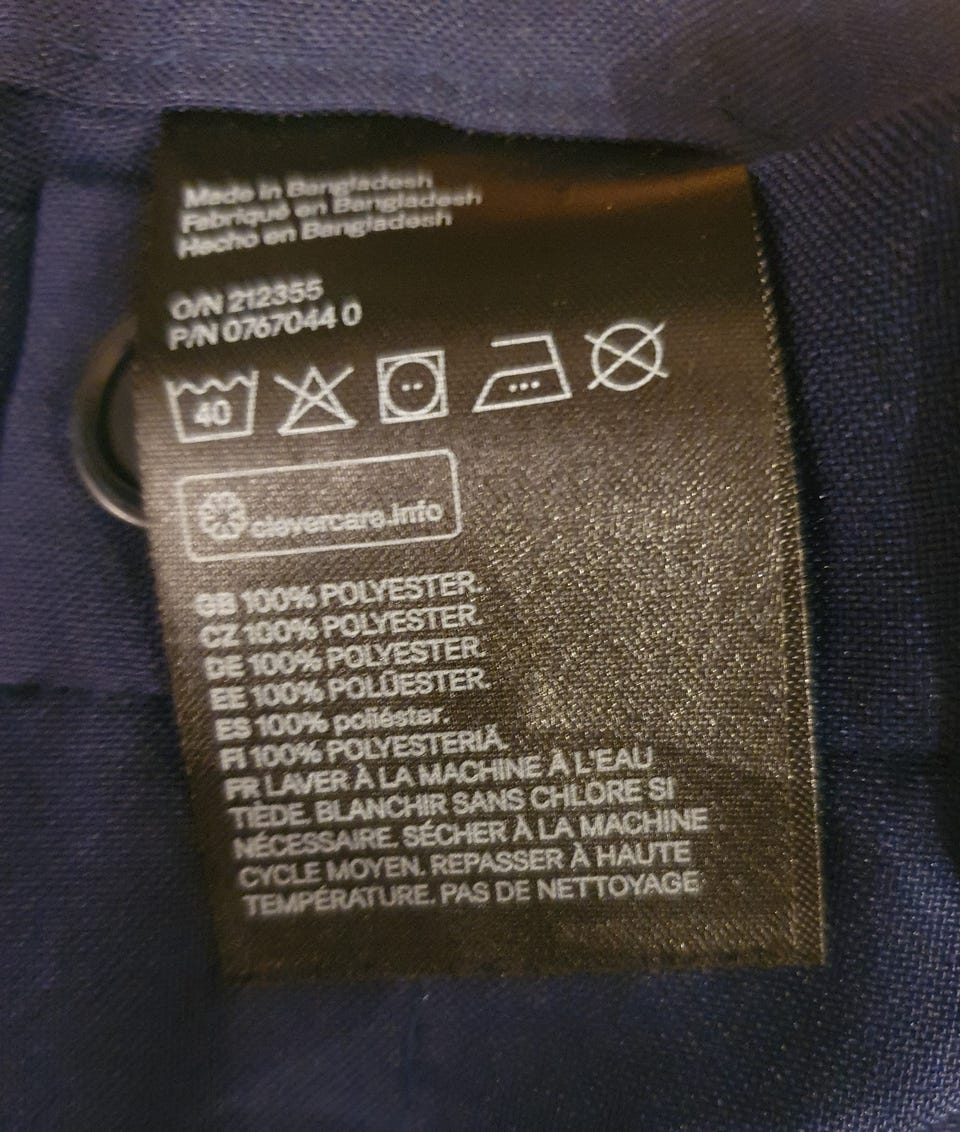 Made in Bangladesh
Fabriqué en Bangladesh
Hecho en Bangladesh
O/N 212355
P/N 0767044 0
40
clevercare.info
GB 100% POLYESTER.
CZ 100% POLYESTER.
DE 100% POLYESTER.
EE 100% POLÜESTER.
ES 100% poliéster.
FI 100% POLYESTERIÄ.
FR LAVER À LA MACHINE À L'EAU
TIÈDE. BLANCHIR SANS CHLORE SI
NÉCESSAIRE. SÉCHER À LA MACHINE
CYCLE MOYEN. REPASSER À HAUTE
TEMPÉRATURE. PAS DE NETTOYAGE